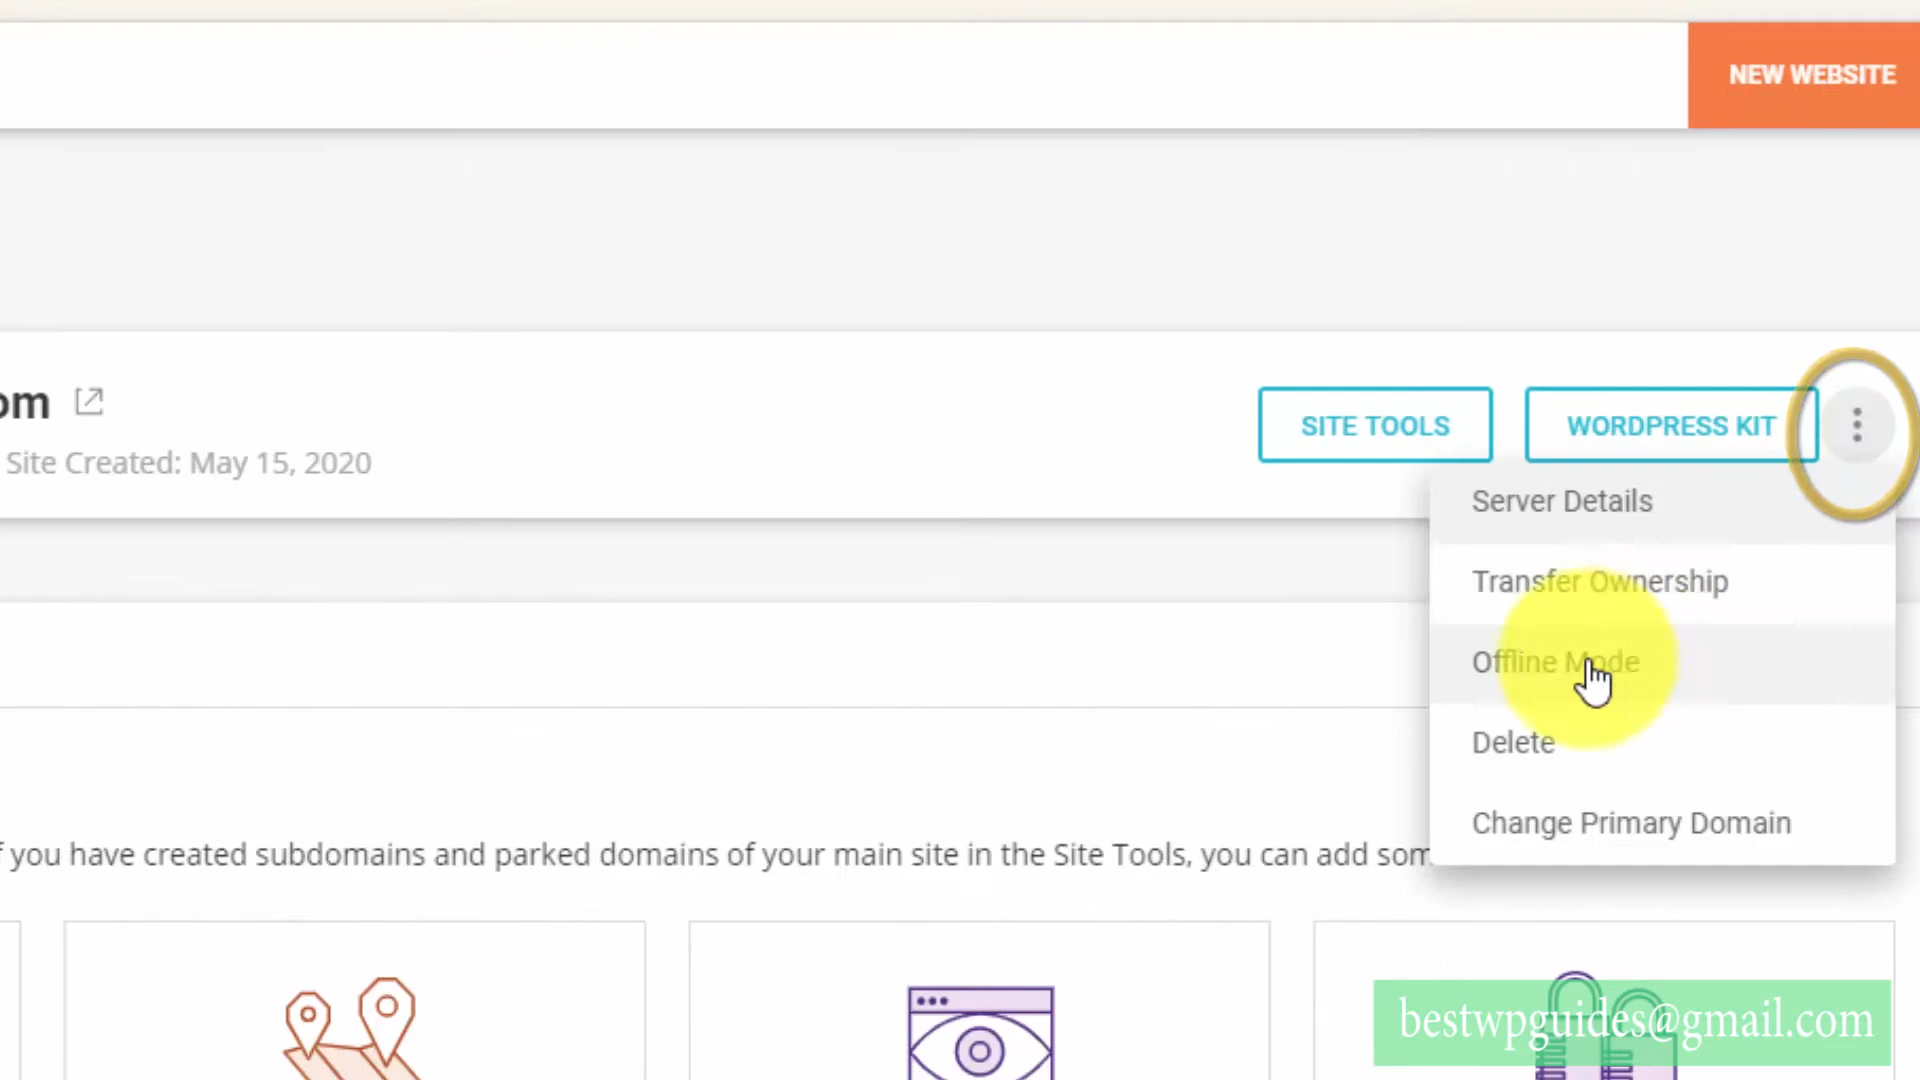 NEW WEBSITE
om
Site Created: May 15, 2020
SITE TOOLS
WORDPRESS KIT
Server Details
Transfer Ownership
Offline Mode
Delete
Change Primary Domain
you have created subdomains and parked domains of your main site in the Site Tools, you can add som
bestwpguides@gmail.com